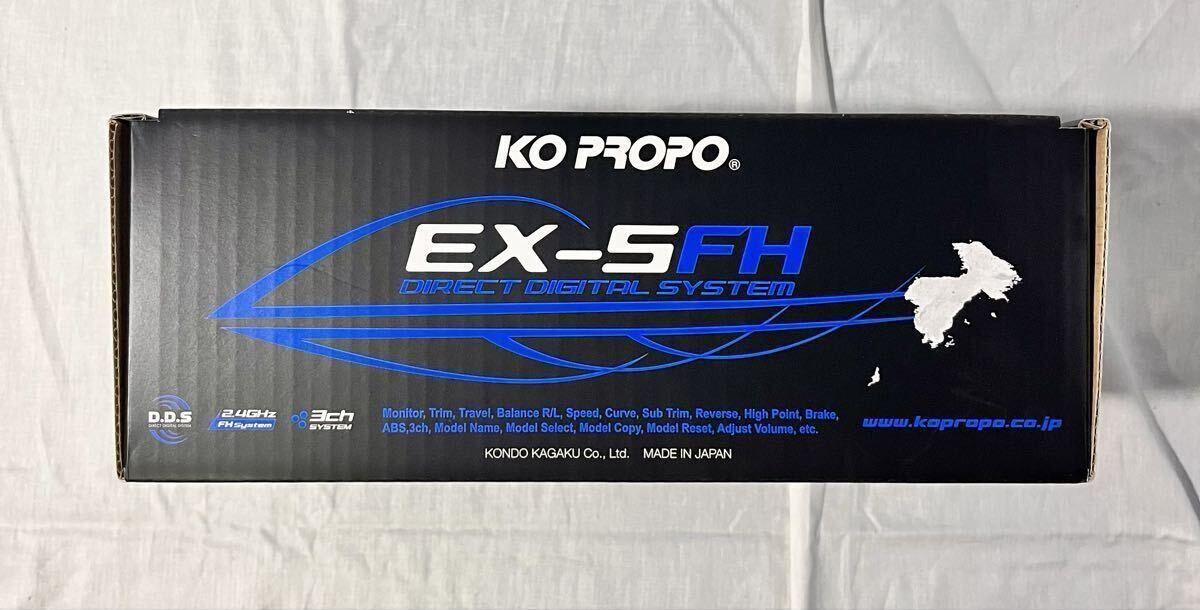 KO PROPO®
EX-5FH
DIRECT DIGITAL SYSTEM
D.D.S
DIRECT DIGITAL SYSTEM
2.4GHz
FH System
3ch
SYSTEM
Monitor, Trim, Travel, Balance R/L, Speed, Curve, Sub Trim, Reverse, High Point, Brake,
ABS,3ch, Model Name, Model Select, Model Copy, Model Reset, Adjust Volume, etc.
www.kopropo.co.jp
KONDO KAGAKU Co., Ltd. MADE IN JAPAN